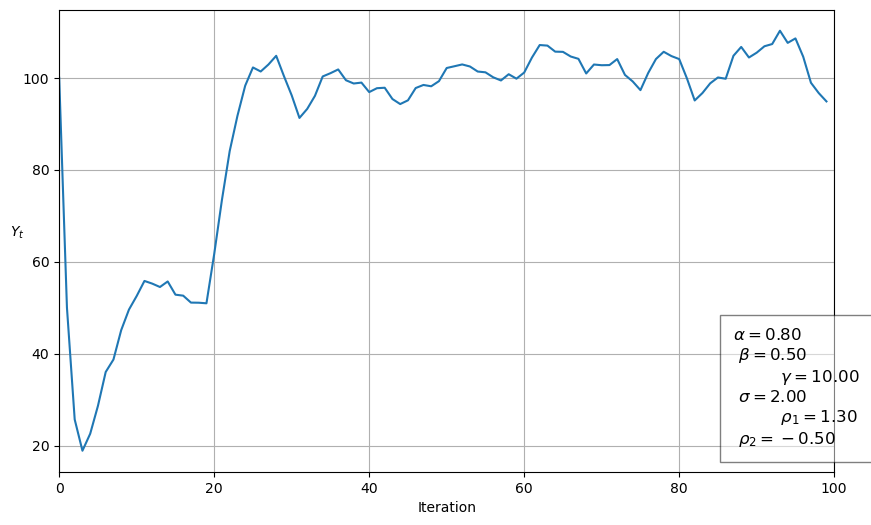 100
80
60
40
20
Y_t
0 20 40 60 80 100
Iteration
α = 0.80
β = 0.50
γ = 10.00
σ = 2.00
ρ₁ = 1.30
ρ₂ = −0.50